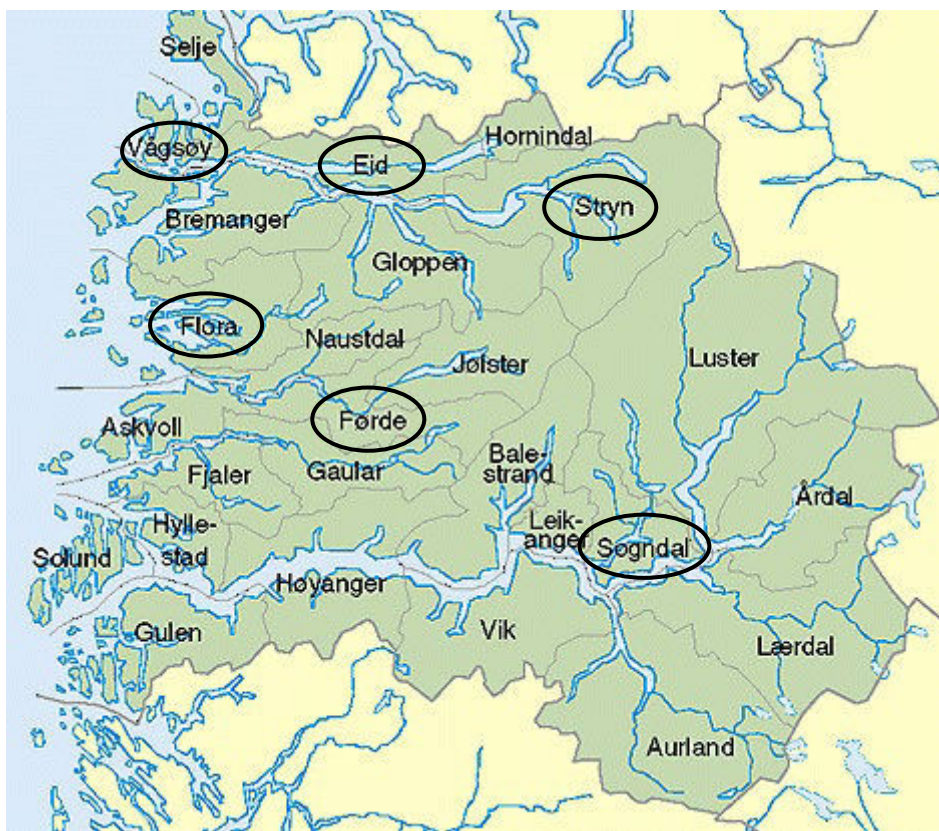 Selje
Vågsøy
Eid
Hornindal
Stryn
Bremanger
Gloppen
Flora
Naustdal
Jølster
Luster
Førde
Askvoll
Fjaler
Gaular
Bale-
strand
Årdal
Hylle-
stad
Leik-
anger
Sogndal
Solund
Høyanger
Gulen
Vik
Lærdal
Aurland